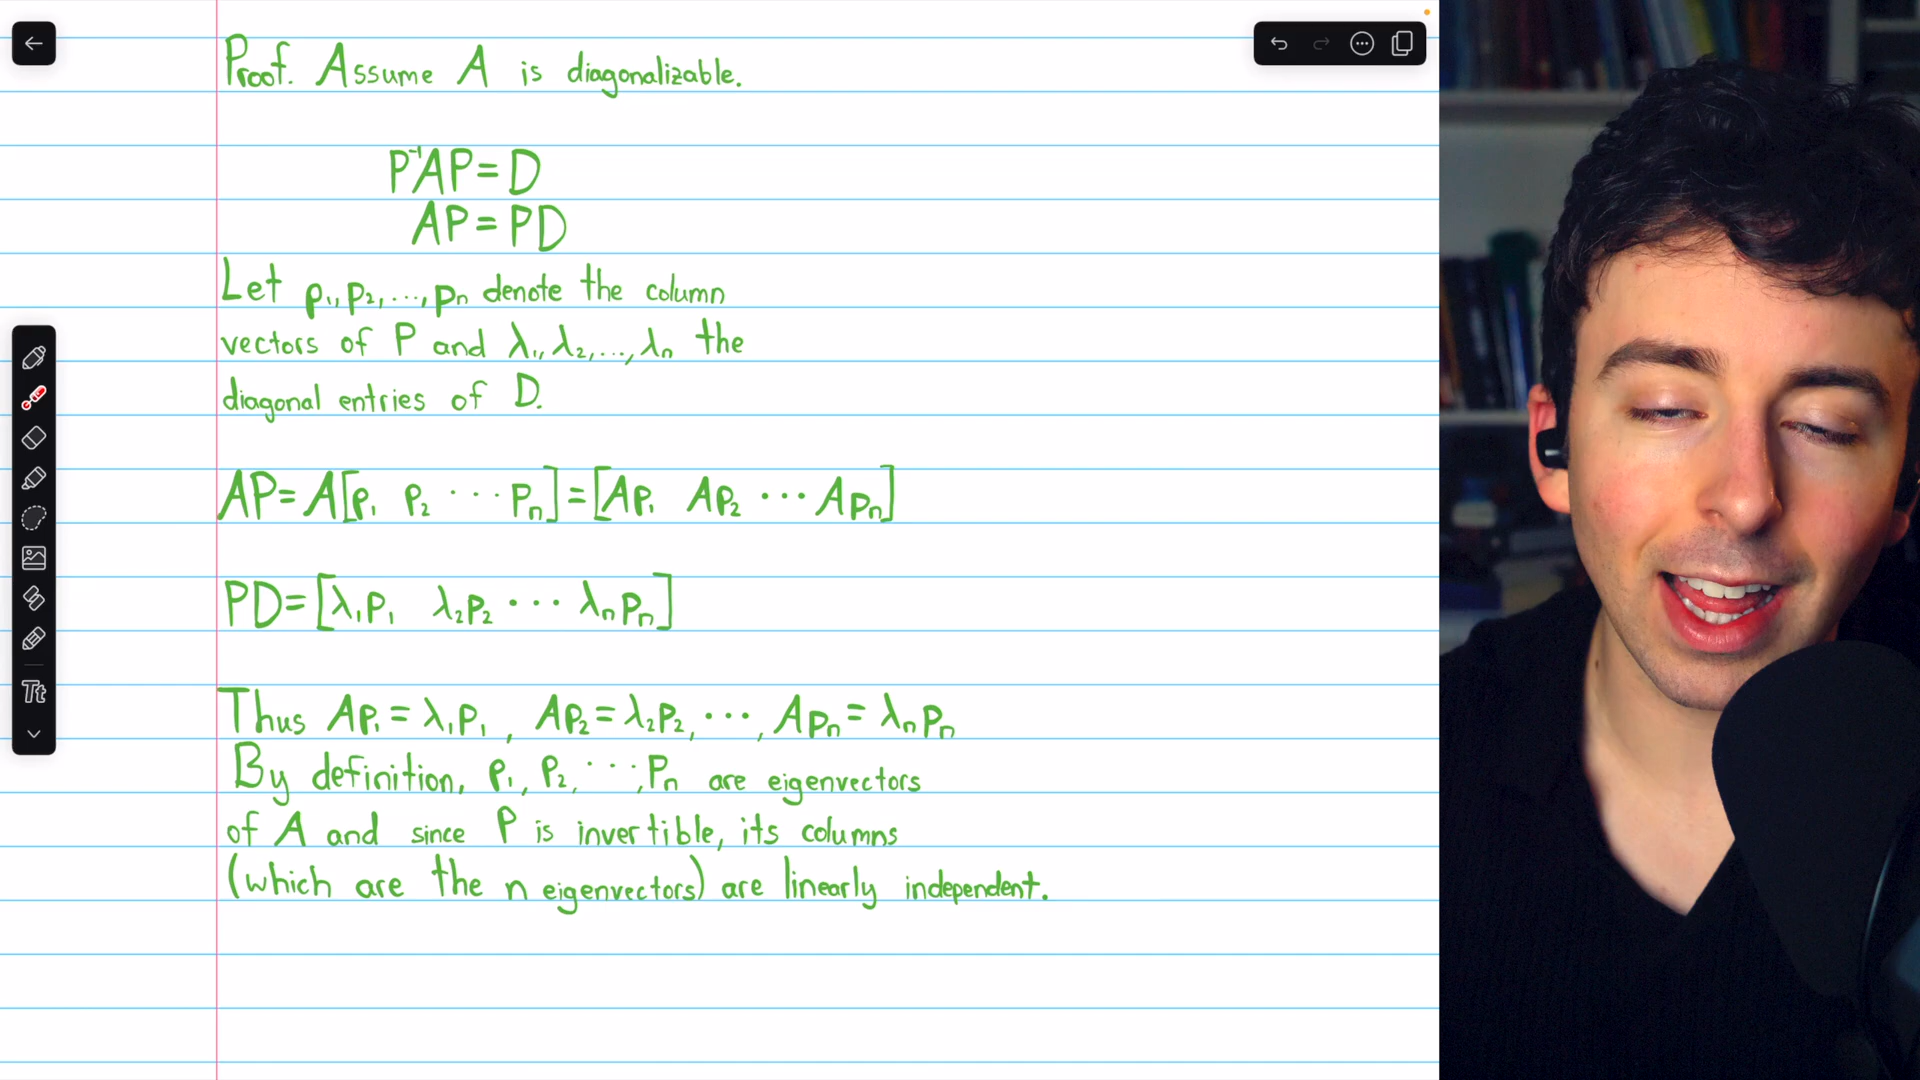 Proof. Assume A is diagonalizable.
P⁻¹AP = D
AP = PD
Let p₁, p₂, ..., pₙ denote the column
vectors of P and λ₁, λ₂, ..., λₙ the
diagonal entries of D.
AP = A[p₁ p₂ ... pₙ] = [Ap₁ Ap₂ ... Apₙ]
PD = [λ₁p₁ λ₂p₂ ... λₙpₙ]
Thus Ap₁ = λ₁p₁, Ap₂ = λ₂p₂, ..., Apₙ = λₙpₙ
By definition, p₁, p₂, ..., pₙ are eigenvectors
of A and since P is invertible, its columns
(which are the n eigenvectors) are linearly independent.
Tt